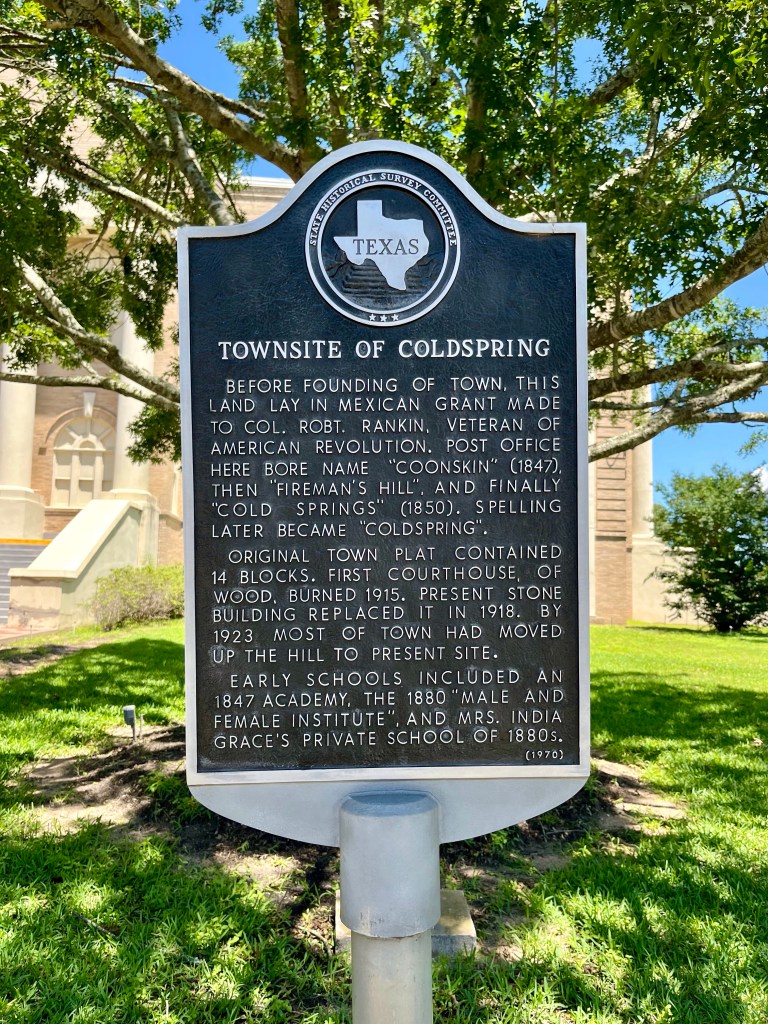 STATE HISTORICAL SURVEY COMMITTEE
TEXAS
TOWNSITE OF COLDSPRING
BEFORE FOUNDING OF TOWN, THIS
LAND LAY IN MEXICAN GRANT MADE
TO COL. ROBT. RANKIN, VETERAN OF
AMERICAN REVOLUTION. POST OFFICE
HERE BORE NAME "COONSKIN" (1847),
THEN "FIREMAN'S HILL", AND FINALLY
"COLD SPRINGS" (1850). SPELLING
LATER BECAME "COLDSPRING".
ORIGINAL TOWN PLAT CONTAINED
14 BLOCKS. FIRST COURTHOUSE, OF
WOOD, BURNED 1915. PRESENT STONE
BUILDING REPLACED IT IN 1918. BY
1923 MOST OF TOWN HAD MOVED
UP THE HILL TO PRESENT SITE.
EARLY SCHOOLS INCLUDED AN
1847 ACADEMY, THE 1880 "MALE AND
FEMALE INSTITUTE", AND MRS. INDIA
GRACE'S PRIVATE SCHOOL OF 1880s.
(1970)